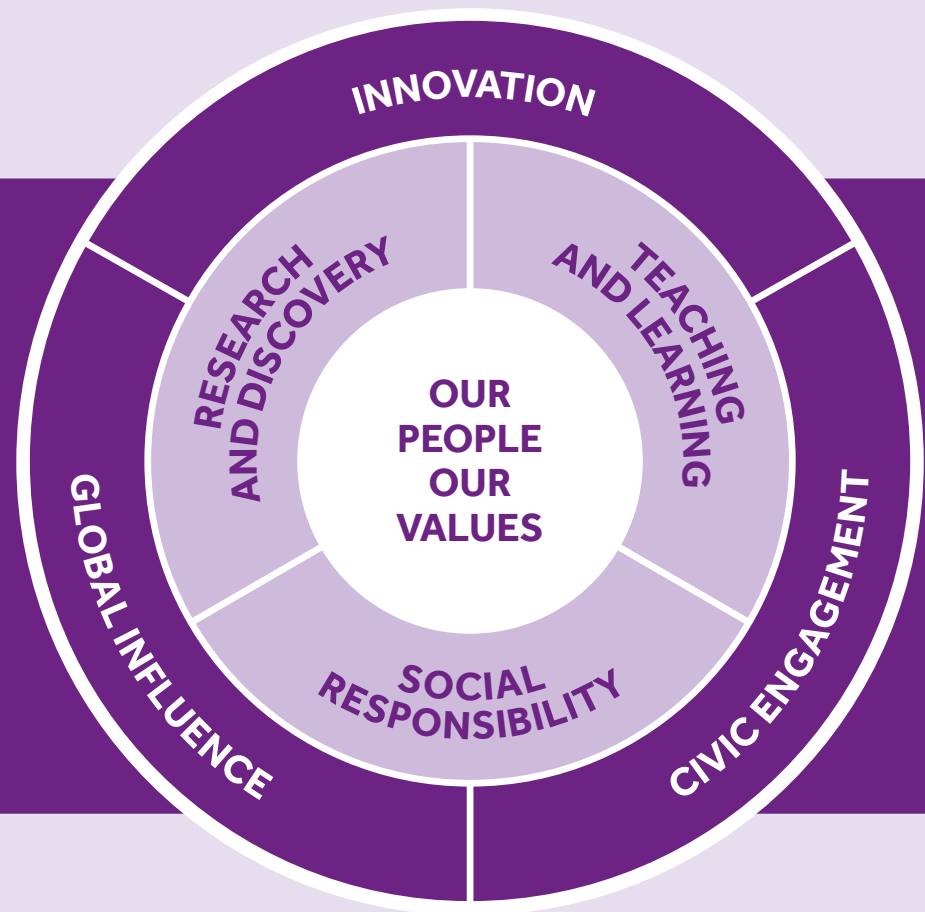 INNOVATION
RESEARCH
AND DISCOVERY
TEACHING
AND LEARNING
OUR
PEOPLE
OUR
VALUES
GLOBAL INFLUENCE
CIVIC ENGAGEMENT
SOCIAL
RESPONSIBILITY